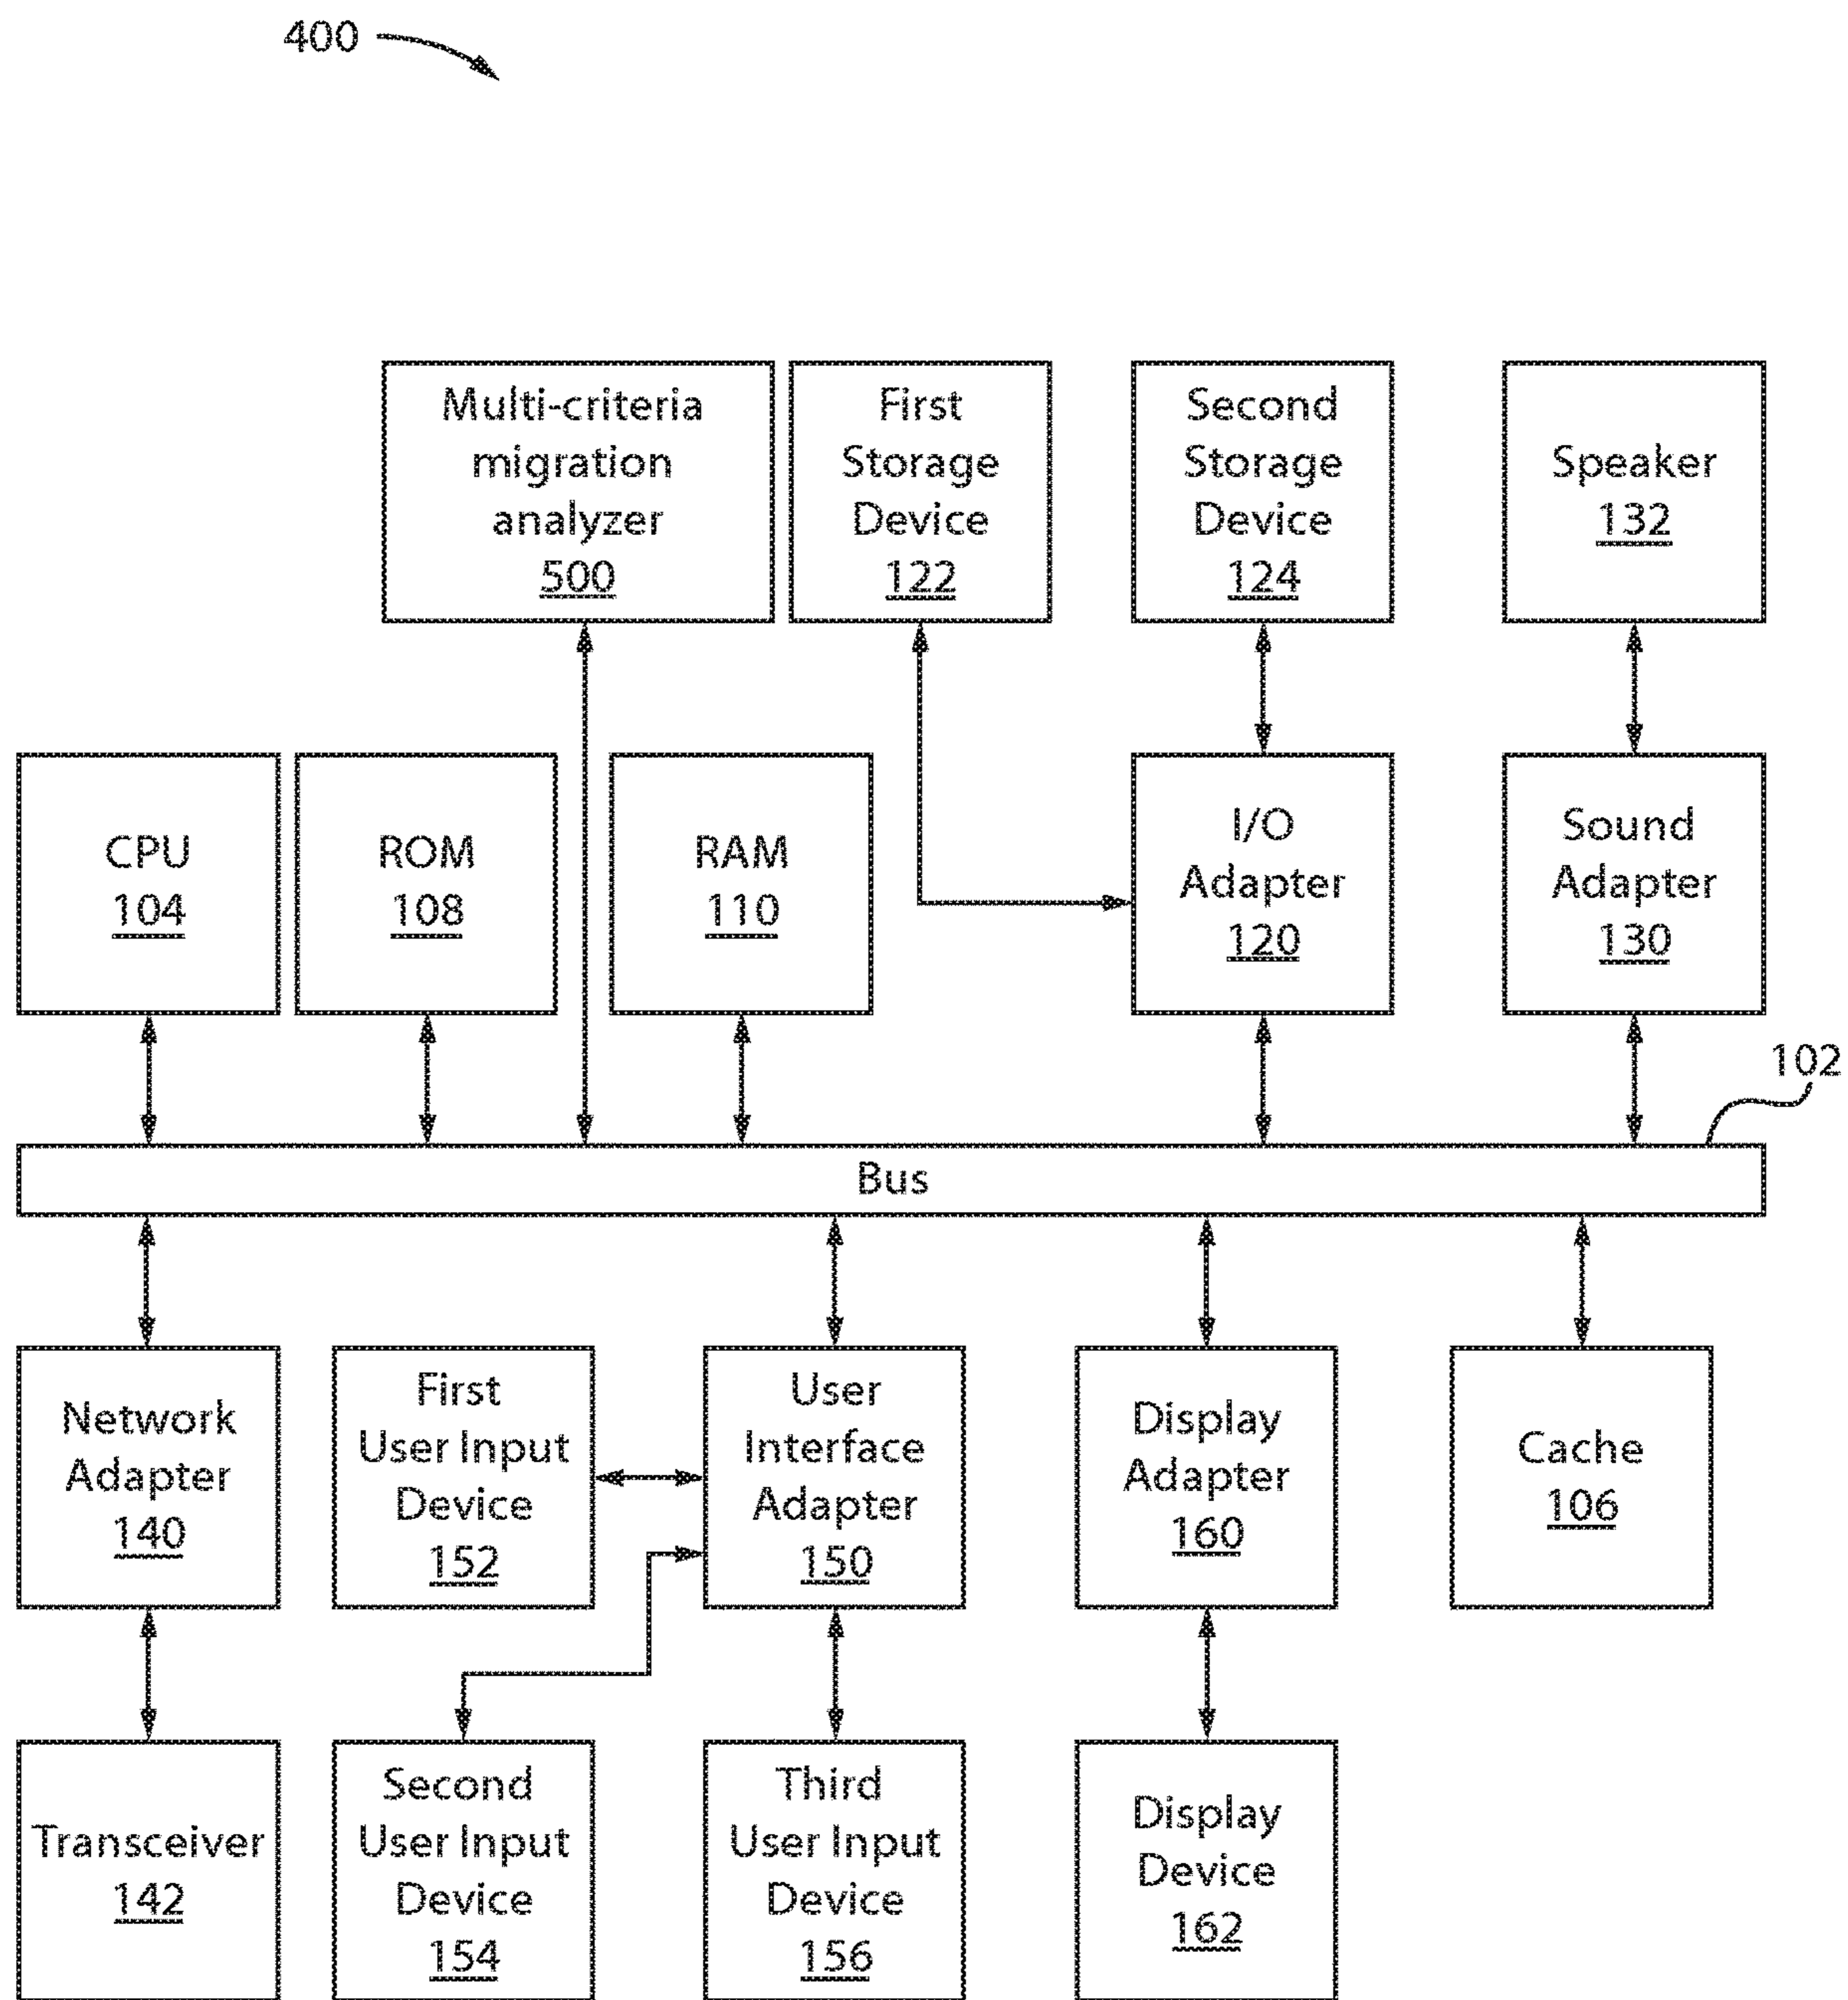 400
Multi-criteria
migration
analyzer
500
First
Storage
Device
122
Second
Storage
Device
124
Speaker
132
CPU
104
ROM
108
RAM
110
I/O
Adapter
120
Sound
Adapter
130
102
Bus
Network
Adapter
140
First
User Input
Device
152
User
Interface
Adapter
150
Display
Adapter
160
Cache
106
Transceiver
142
Second
User Input
Device
154
Third
User Input
Device
156
Display
Device
162